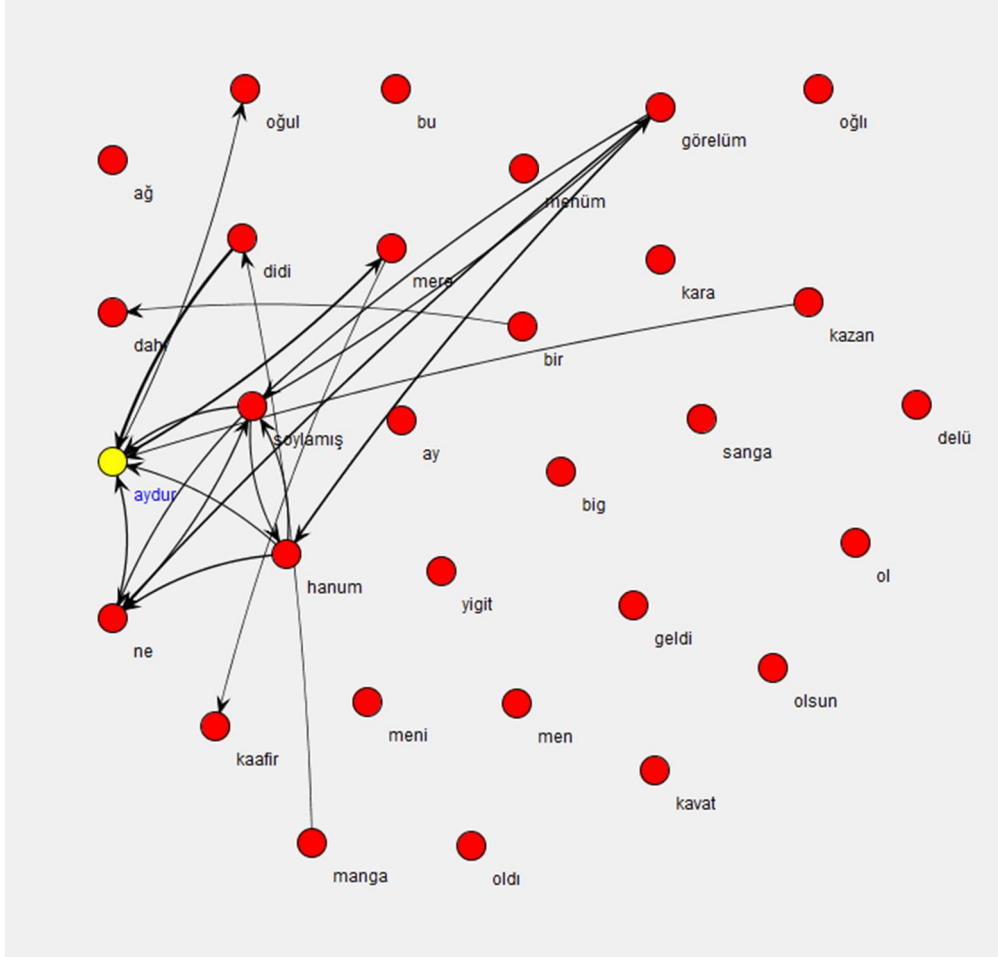 oğul
bu
oğlı
görelüm
ağ
menüm
didi
mere
kara
dahı
kazan
bir
soylamış
ay
sanga
delü
aydur
big
ol
hanum
yigit
geldi
ne
olsun
meni
men
kaafir
kavat
manga
oldı